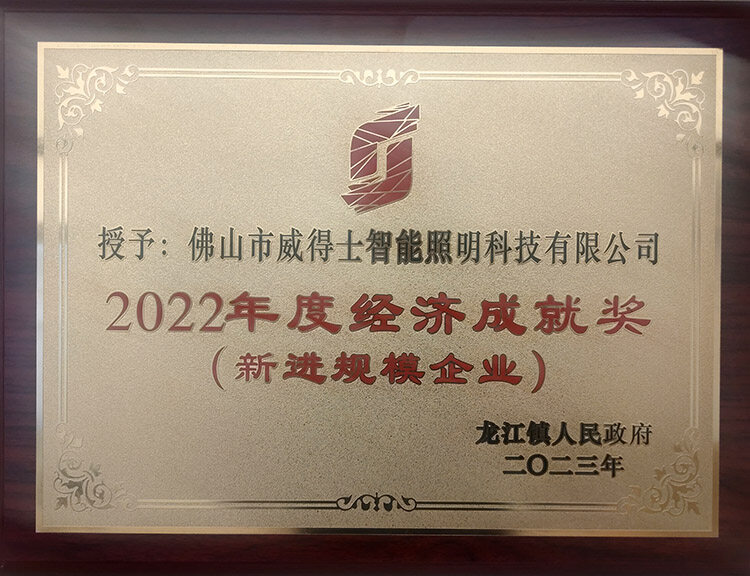 授予：佛山市威得士智能照明科技有限公司
2022年度经济成就奖
（新进规模企业）
龙江镇人民政府
二〇二三年